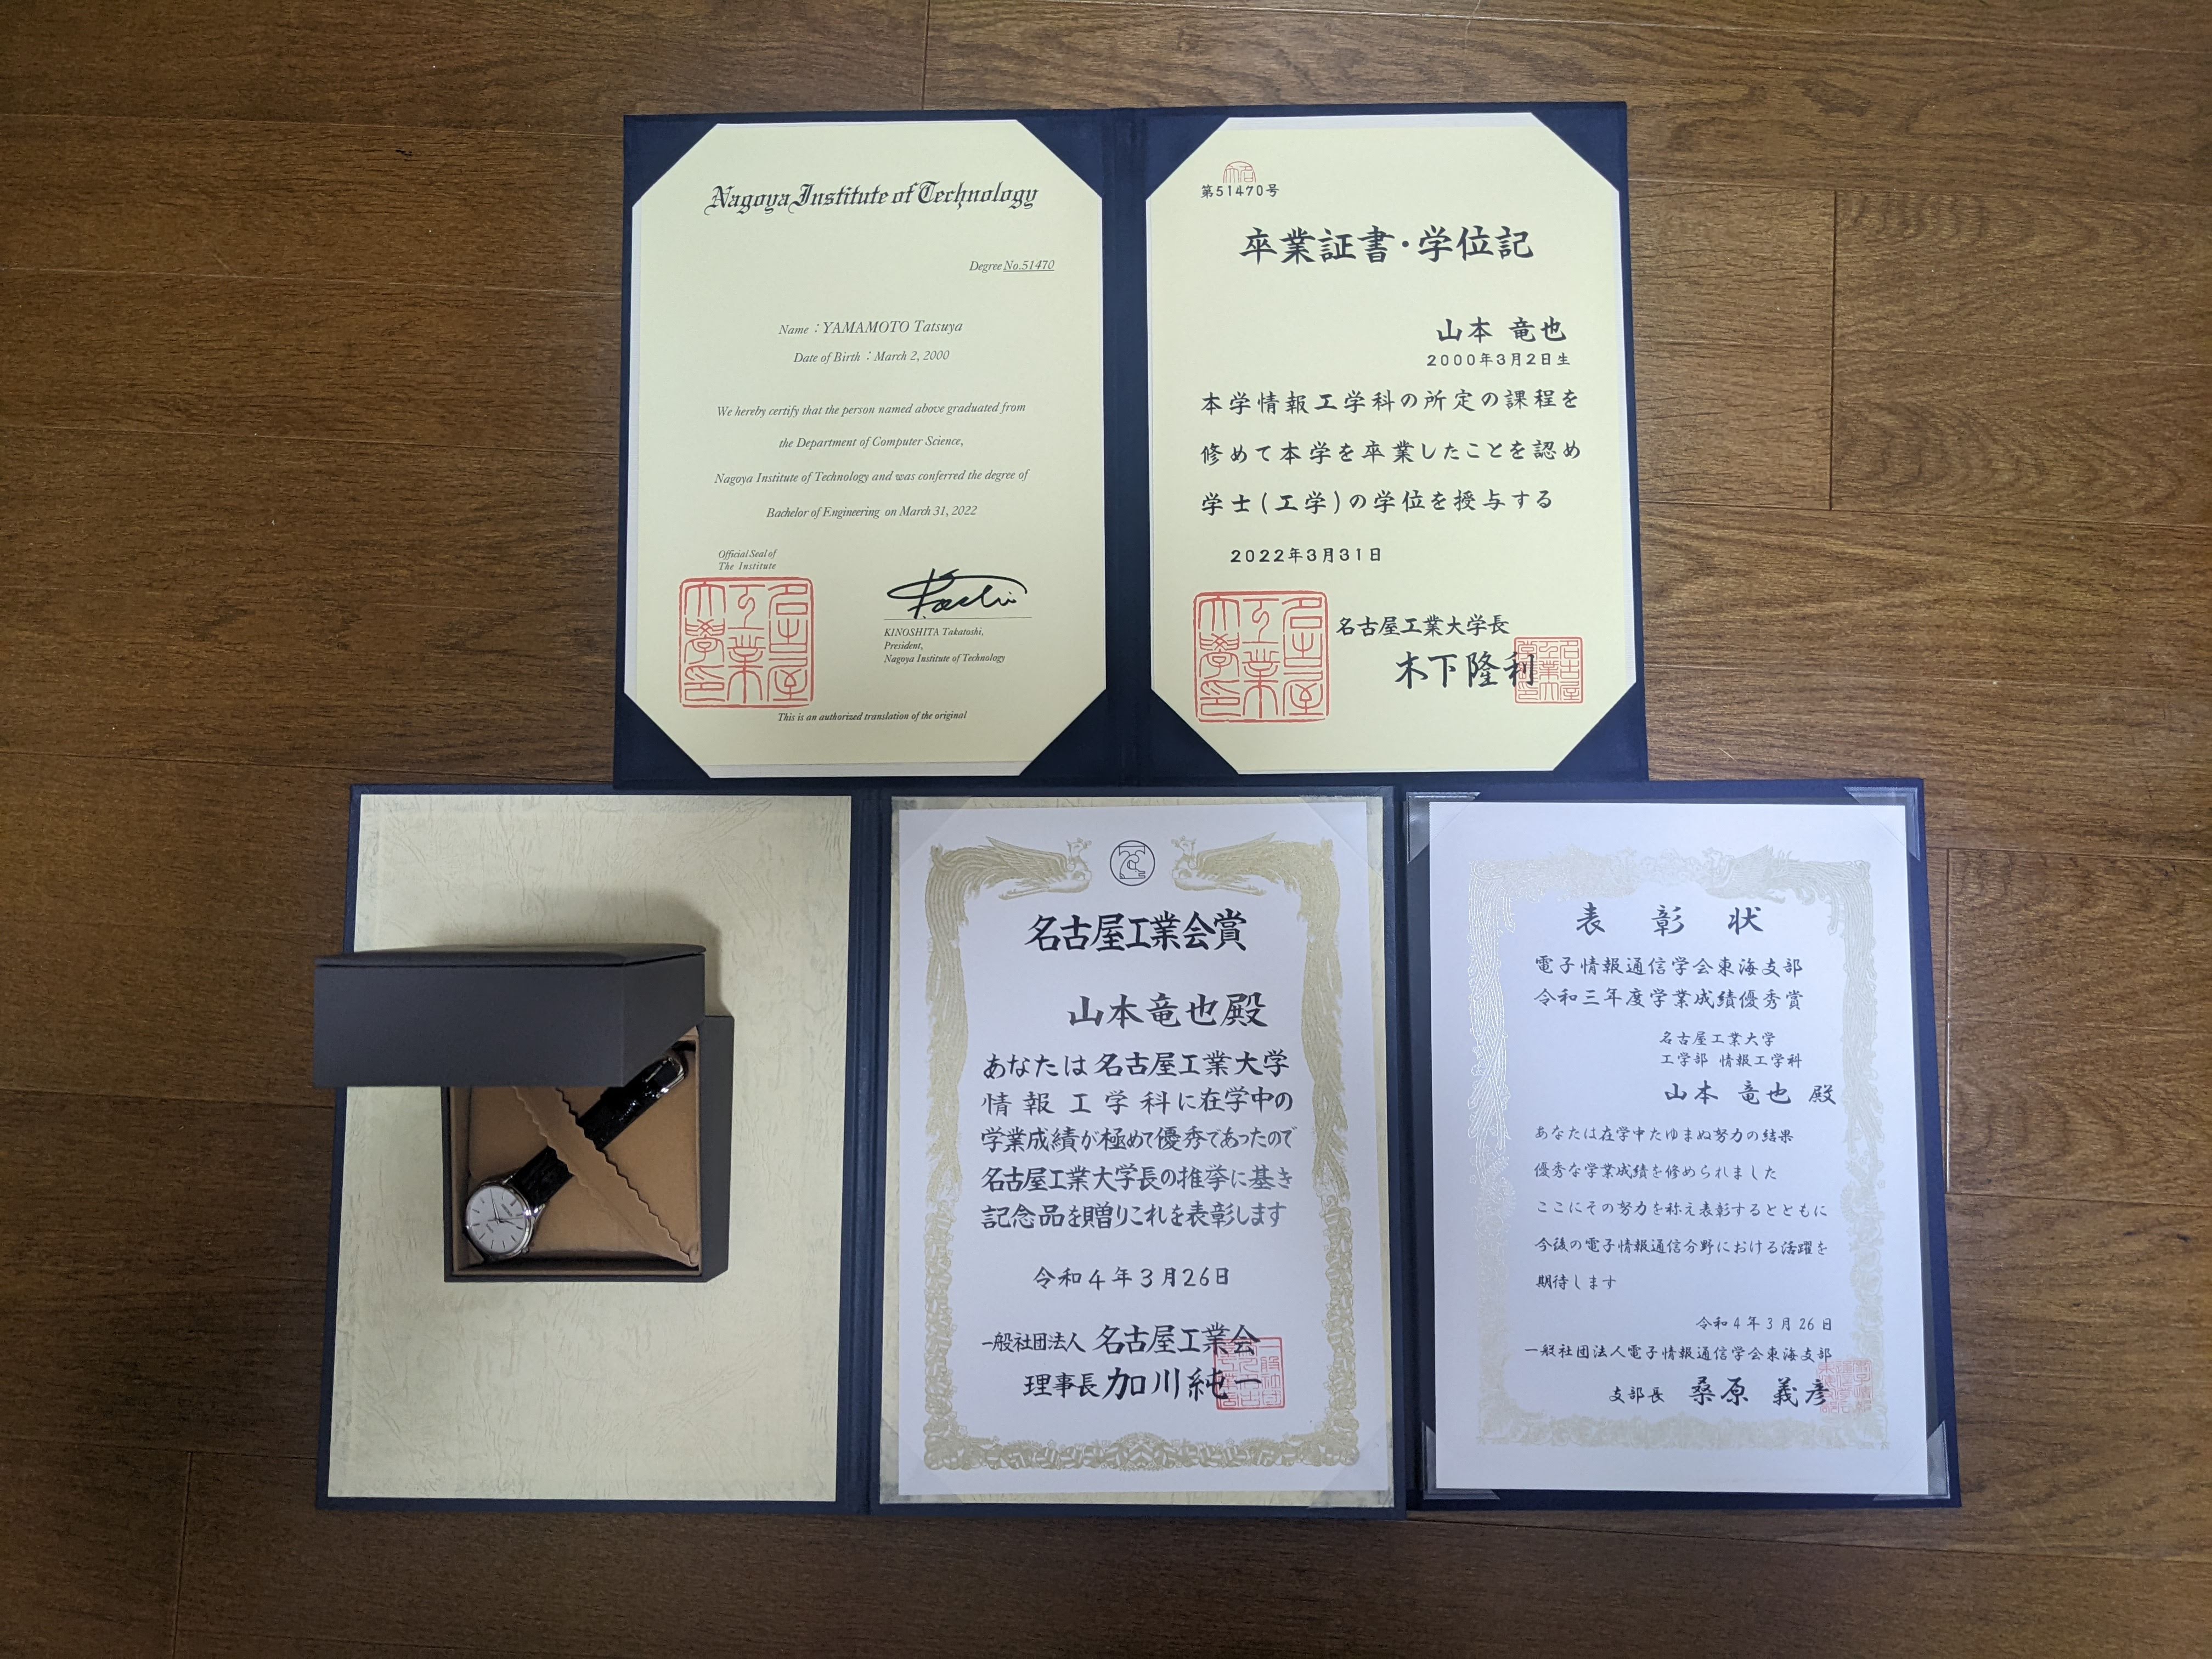 Nagoya Institute of Technology
Degree No.51470
Name：YAMAMOTO Tatsuya
Date of Birth：March 2, 2000
We hereby certify that the person named above graduated from
the Department of Computer Science,
Nagoya Institute of Technology and was conferred the degree of
Bachelor of Engineering on March 31, 2022
Official Seal of
The Institute
KINOSHITA Takatoshi,
President,
Nagoya Institute of Technology
This is an authorized translation of the original
第51470号
卒業証書・学位記
山本 竜也
2000年3月2日生
本学情報工学科の所定の課程を
修めて本学を卒業したことを認め
学士(工学)の学位を授与する
2022年3月31日
名古屋工業大学長
木下隆利
名古屋工業会賞
山本竜也殿
あなたは名古屋工業大学
情報工学科に在学中の
学業成績が極めて優秀であったので
名古屋工業大学長の推挙に基き
記念品を贈りこれを表彰します
令和4年3月26日
一般社団法人 名古屋工業会
理事長 加川純一
表彰状
電子情報通信学会東海支部
令和三年度学業成績優秀賞
名古屋工業大学
工学部 情報工学科
山本 竜也 殿
あなたは在学中たゆまぬ努力の結果
優秀な学業成績を修められました
ここにその努力を称え表彰するとともに
今後の電子情報通信分野における活躍を
期待します
令和4年3月26日
一般社団法人電子情報通信学会東海支部
支部長 桑原 義彦